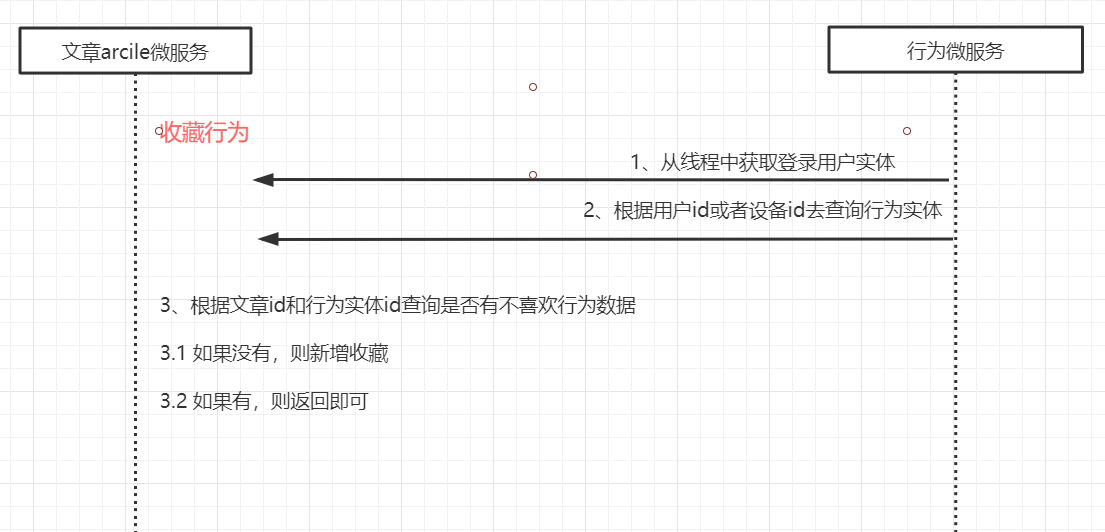 文章arcile微服务
行为微服务
收藏行为
1、从线程中获取登录用户实体
2、根据用户id或者设备id去查询行为实体
3、根据文章id和行为实体id查询是否有不喜欢行为数据
3.1 如果没有，则新增收藏
3.2 如果有，则返回即可